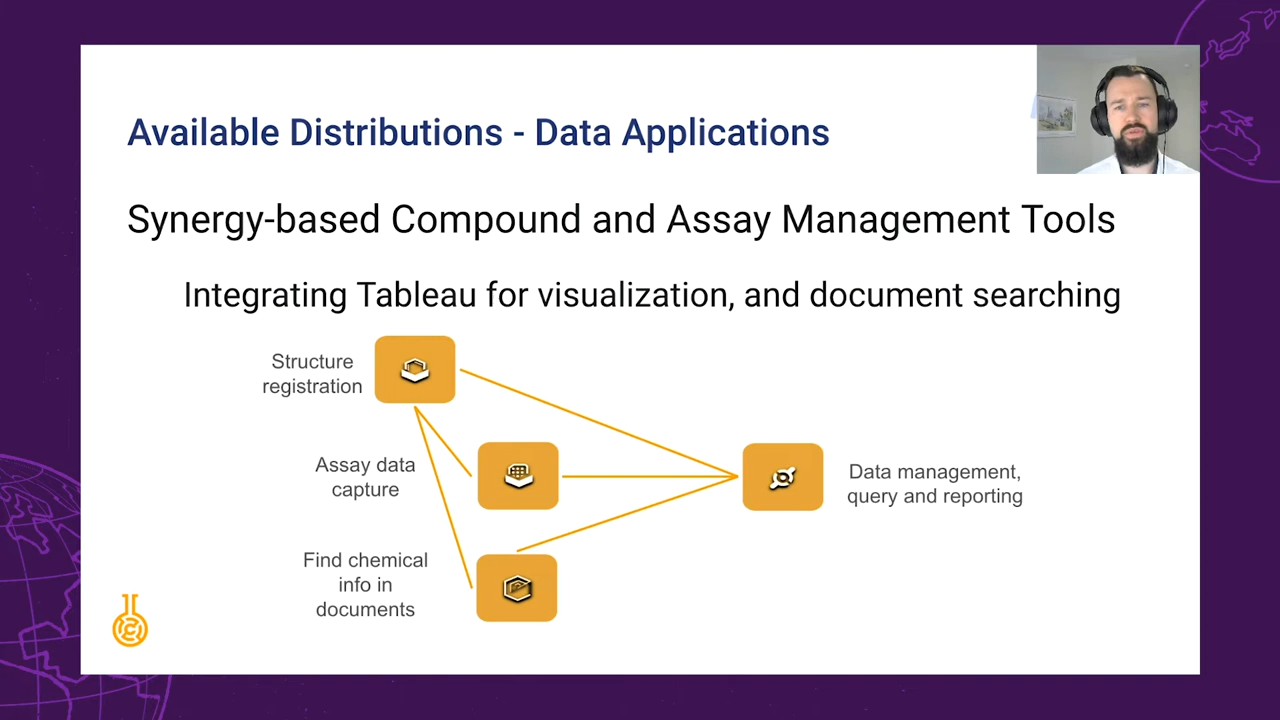 Available Distributions - Data Applications
Synergy-based Compound and Assay Management Tools
Integrating Tableau for visualization, and document searching
Structure
registration
Assay data
capture
Data management,
query and reporting
Find chemical
info in
documents